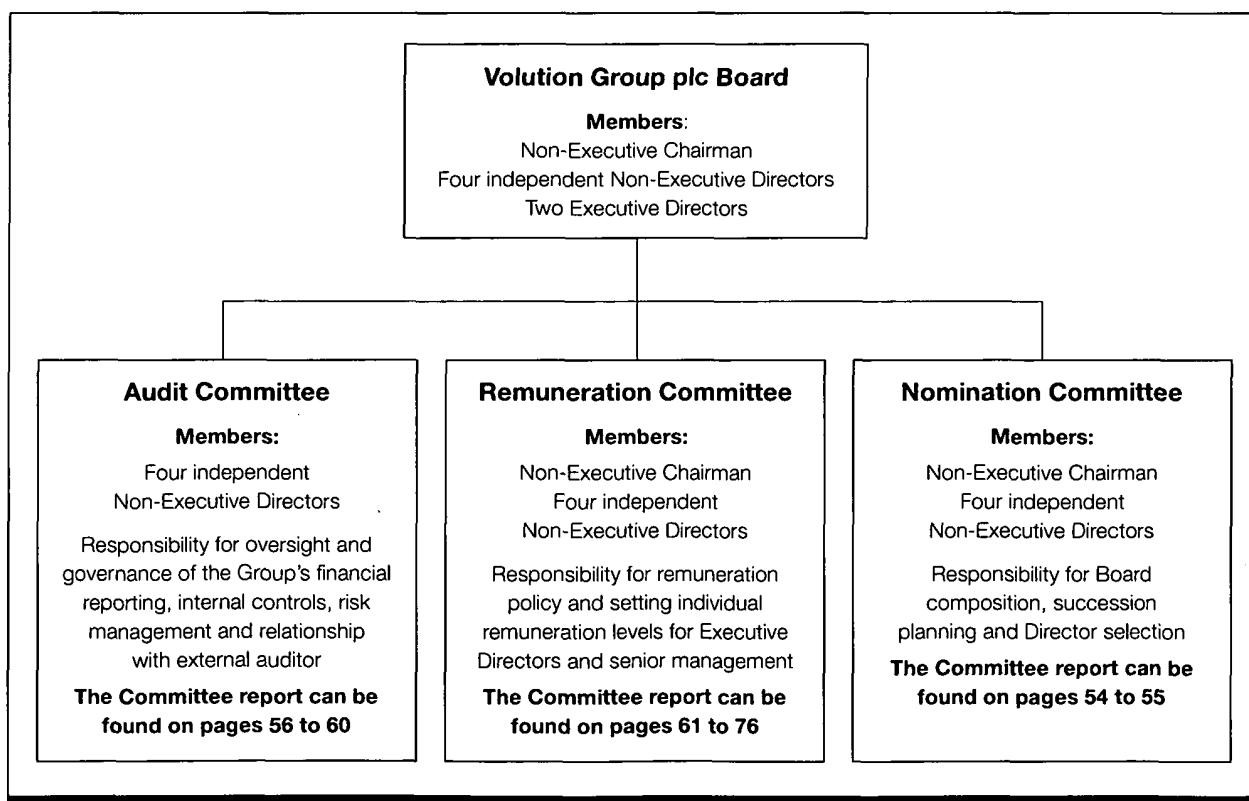 Volution Group plc Board
Members:
Non-Executive Chairman
Four independent Non-Executive Directors
Two Executive Directors
Audit Committee
Members:
Four independent
Non-Executive Directors
Responsibility for oversight and
governance of the Group's financial
reporting, internal controls, risk
management and relationship
with external auditor
The Committee report can be
found on pages 56 to 60
Remuneration Committee
Members:
Non-Executive Chairman
Four independent
Non-Executive Directors
Responsibility for remuneration
policy and setting individual
remuneration levels for Executive
Directors and senior management
The Committee report can be
found on pages 61 to 76
Nomination Committee
Members:
Non-Executive Chairman
Four independent
Non-Executive Directors
Responsibility for Board
composition, succession
planning and Director selection
The Committee report can be
found on pages 54 to 55